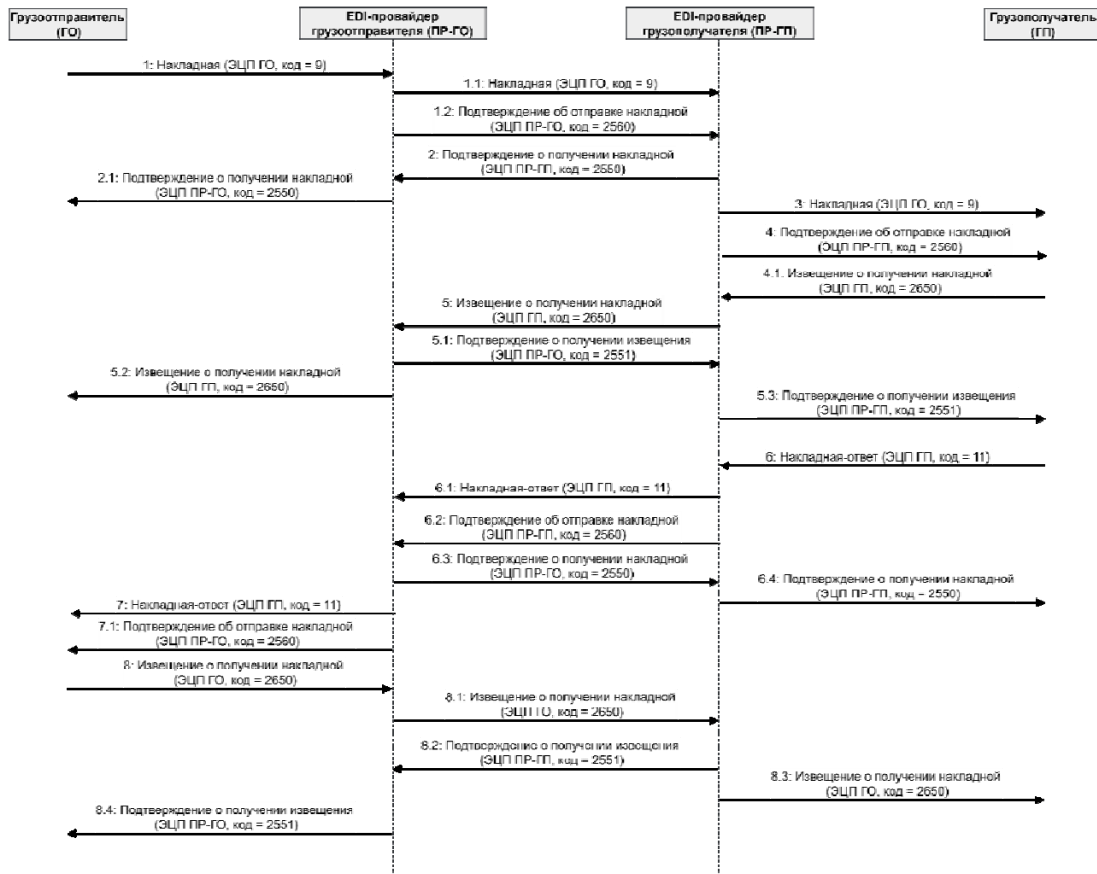 Грузоотправитель
(ГО)
EDI-провайдер
грузоотправителя (ПР-ГО)
EDI-провайдер
грузополучателя (ПР-ГП)
Грузополучатель
(ГП)
1: Накладная (ЭЦП ГО, код = 9)
1.1: Накладная (ЭЦП ГО, код = 9)
1.2: Подтверждение об отправке накладной
(ЭЦП ПР-ГО, код = 2560)
2: Подтверждение о получении накладной
(ЭЦП ПР-ГП, код = 2550)
2.1: Подтверждение о получении накладной
(ЭЦП ПР-ГО, код = 2550)
3: Накладная (ЭЦП ГО, код = 9)
4: Подтверждение об отправке накладной
(ЭЦП ПР-ГП, код = 2560)
4.1: Извещение о получении накладной
(ЭЦП ГП, код = 2650)
5: Извещение о получении накладной
(ЭЦП ГП, код = 2650)
5.1: Подтверждение о получении извещения
(ЭЦП ПР-ГО, код = 2551)
5.2: Извещение о получении накладной
(ЭЦП ГП, код = 2650)
5.3: Подтверждение о получении извещения
(ЭЦП ПР-ГП, код = 2551)
6: Накладная-ответ (ЭЦП ГП, код = 11)
6.1: Накладная-ответ (ЭЦП ГП, код = 11)
6.2: Подтверждение об отправке накладной
(ЭЦП ПР-ГП, код = 2560)
6.3: Подтверждение о получении накладной
(ЭЦП ПР-ГО, код = 2550)
6.4: Подтверждение о получении накладной
(ЭЦП ПР-ГП, код = 2550)
7: Накладная-ответ (ЭЦП ГП, код = 11)
7.1: Подтверждение об отправке накладной
(ЭЦП ПР-ГО, код = 2560)
8: Извещение о получении накладной
(ЭЦП ГО, код = 2650)
8.1: Извещение о получении накладной
(ЭЦП ГО, код = 2650)
8.2: Подтверждение о получении извещения
(ЭЦП ПР-ГП, код = 2551)
8.3: Извещение о получении накладной
(ЭЦП ГО, код = 2650)
8.4: Подтверждение о получении извещения
(ЭЦП ПР-ГО, код = 2551)